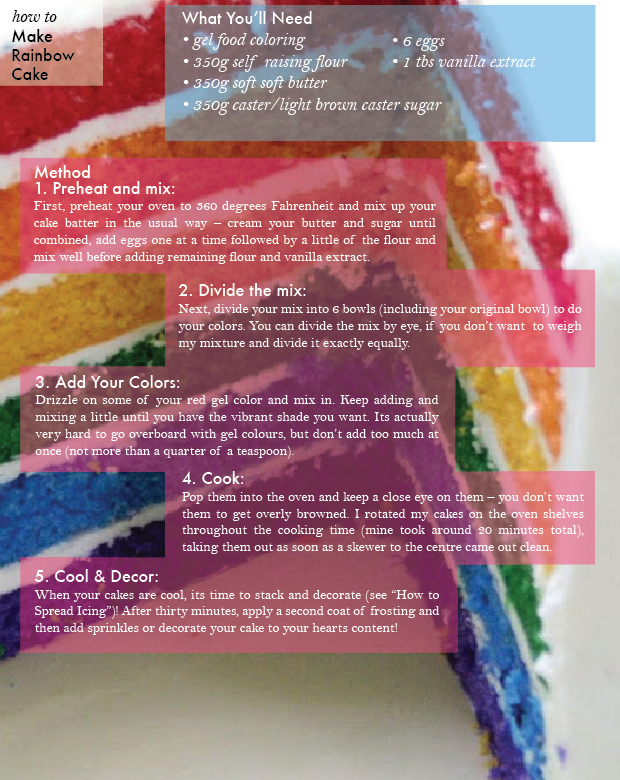 how to
Make
Rainbow
Cake
What You'll Need
• gel food coloring
• 350g self raising flour
• 350g soft soft butter
• 350g caster/light brown caster sugar
• 6 eggs
• 1 tbs vanilla extract
Method
1. Preheat and mix:
First, preheat your oven to 360 degrees Fahrenheit and mix up your
cake batter in the usual way – cream your butter and sugar until
combined, add eggs one at a time followed by a little of the flour and
mix well before adding remaining flour and vanilla extract.
2. Divide the mix:
Next, divide your mix into 6 bowls (including your original bowl) to do
your colors. You can divide the mix by eye, if you don't want to weigh
my mixture and divide it exactly equally.
3. Add Your Colors:
Drizzle on some of your red gel color and mix in. Keep adding and
mixing a little until you have the vibrant shade you want. Its actually
very hard to go overboard with gel colours, but don't add too much at
once (not more than a quarter of a teaspoon).
4. Cook:
Pop them into the oven and keep a close eye on them – you don't want
them to get overly browned. I rotated my cakes on the oven shelves
throughout the cooking time (mine took around 20 minutes total),
taking them out as soon as a skewer to the centre came out clean.
5. Cool & Decor:
When your cakes are cool, its time to stack and decorate (see "How to
Spread Icing")! After thirty minutes, apply a second coat of frosting and
then add sprinkles or decorate your cake to your hearts content!